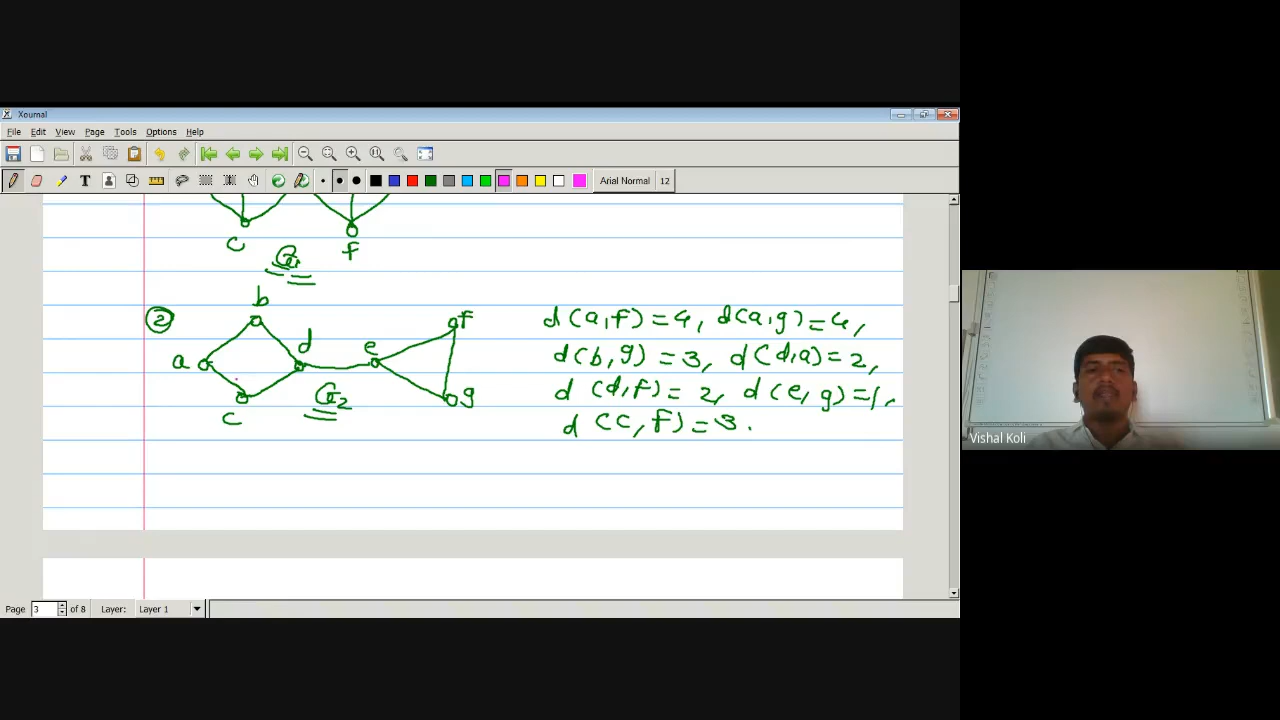 Xournal
File Edit View Page Tools Options Help
Arial Normal 12
c f
G1
② b
a d e f
c G2 g
d(a,f) = 4, d(a,g) = 4,
d(b,g) = 3, d(d,a) = 2,
d(d,f) = 2, d(e,g) = 1,
d(c,f) = 3.
Page 3 of 8 Layer: Layer 1
Vishal Koli